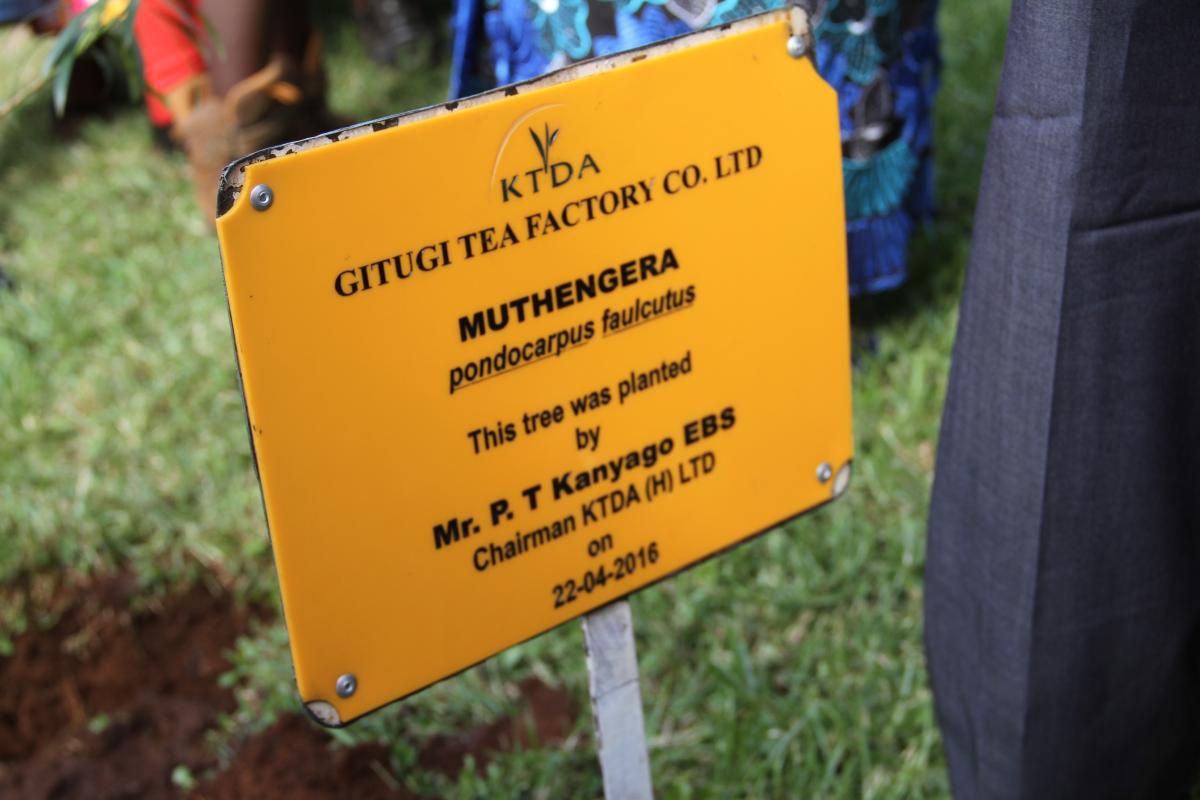 KTDA
GITUGI TEA FACTORY CO. LTD
MUTHENGERA
pondocarpus faulcutus
This tree was planted
by
Mr. P. T Kanyago EBS
Chairman KTDA (H) LTD
on
22-04-2016